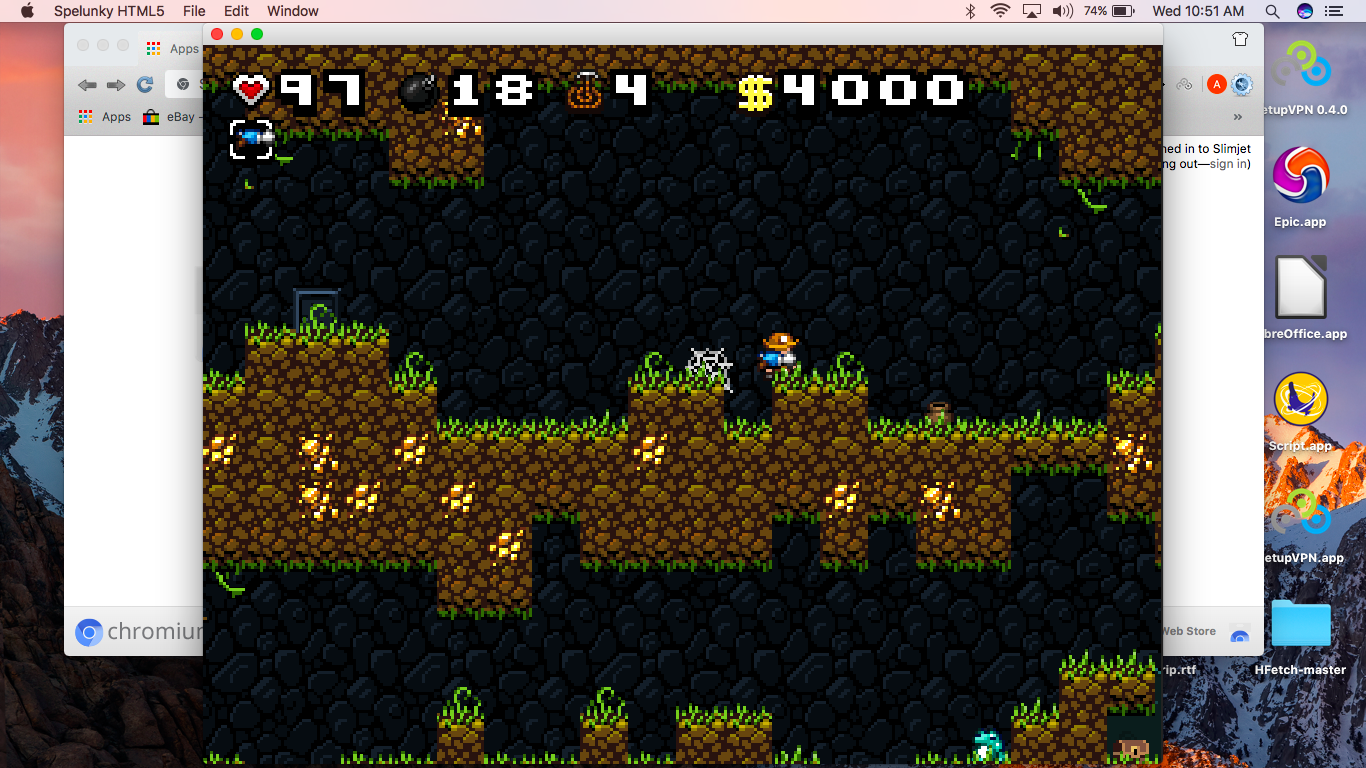 Spelunky HTML5 File Edit Window 74% Wed 10:51 AM
Apps
97 18 4 $4000
A
Apps eBay –
»
ned in to Slimjet
ng out—sign in)
etupVPN 0.4.0
Epic.app
breOffice.app
Script.app
etupVPN.app
chromium
Web Store
rip.rtf
HFetch-master